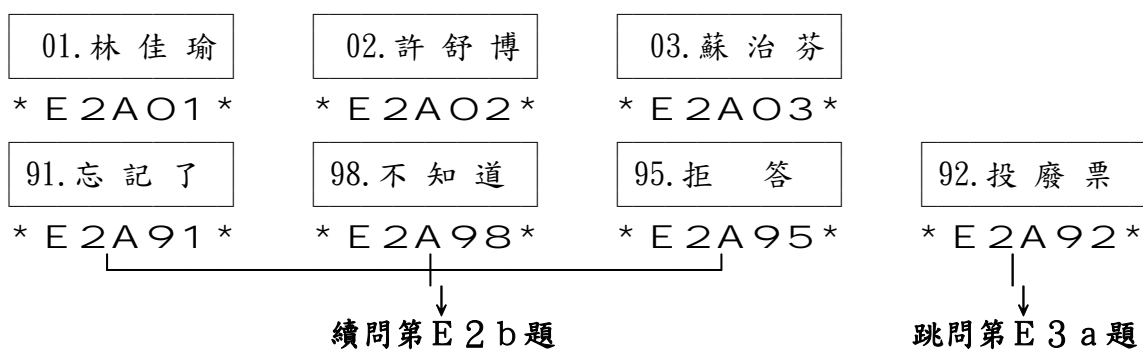 01.林 佳 瑜 02.許 舒 博 03.蘇 治 芬
*E2A01* *E2A02* *E2A03*
91.忘 記 了 98.不 知 道 95.拒 答 92.投 廢 票
*E2A91* *E2A98* *E2A95* *E2A92*
續問第E2b題 跳問第E3a題